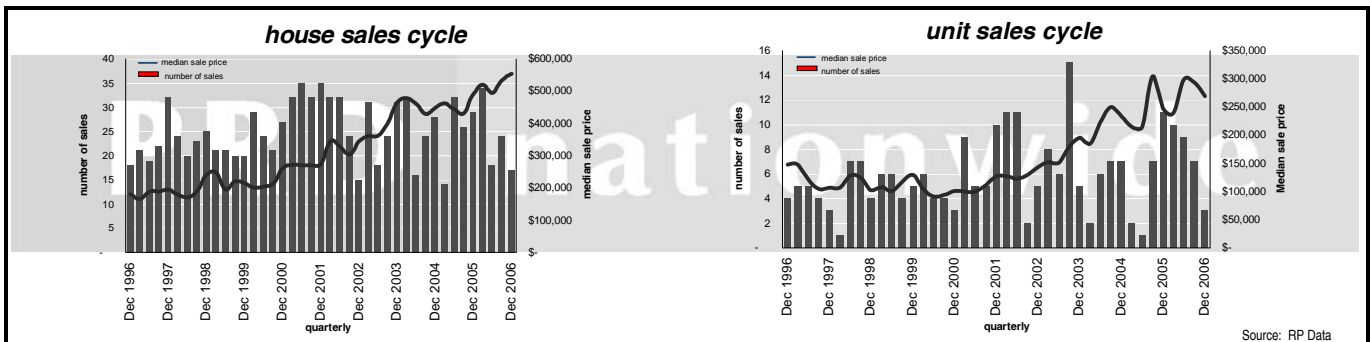 house sales cycle
40
35
30
25
20
15
10
5
-
number of sales
median sale price
number of sales
$600,000
$500,000
$400,000
$300,000
$200,000
$100,000
$-
median sale price
Dec 1996
Dec 1997
Dec 1998
Dec 1999
Dec 2000
Dec 2001
Dec 2002
Dec 2003
Dec 2004
Dec 2005
Dec 2006
quarterly
unit sales cycle
16
14
12
10
8
6
4
2
-
number of sales
median sale price
number of sales
$350,000
$300,000
$250,000
$200,000
$150,000
$100,000
$50,000
$-
Median sale price
Dec 1996
Dec 1997
Dec 1998
Dec 1999
Dec 2000
Dec 2001
Dec 2002
Dec 2003
Dec 2004
Dec 2005
Dec 2006
quarterly
nationwide
Source: RP Data